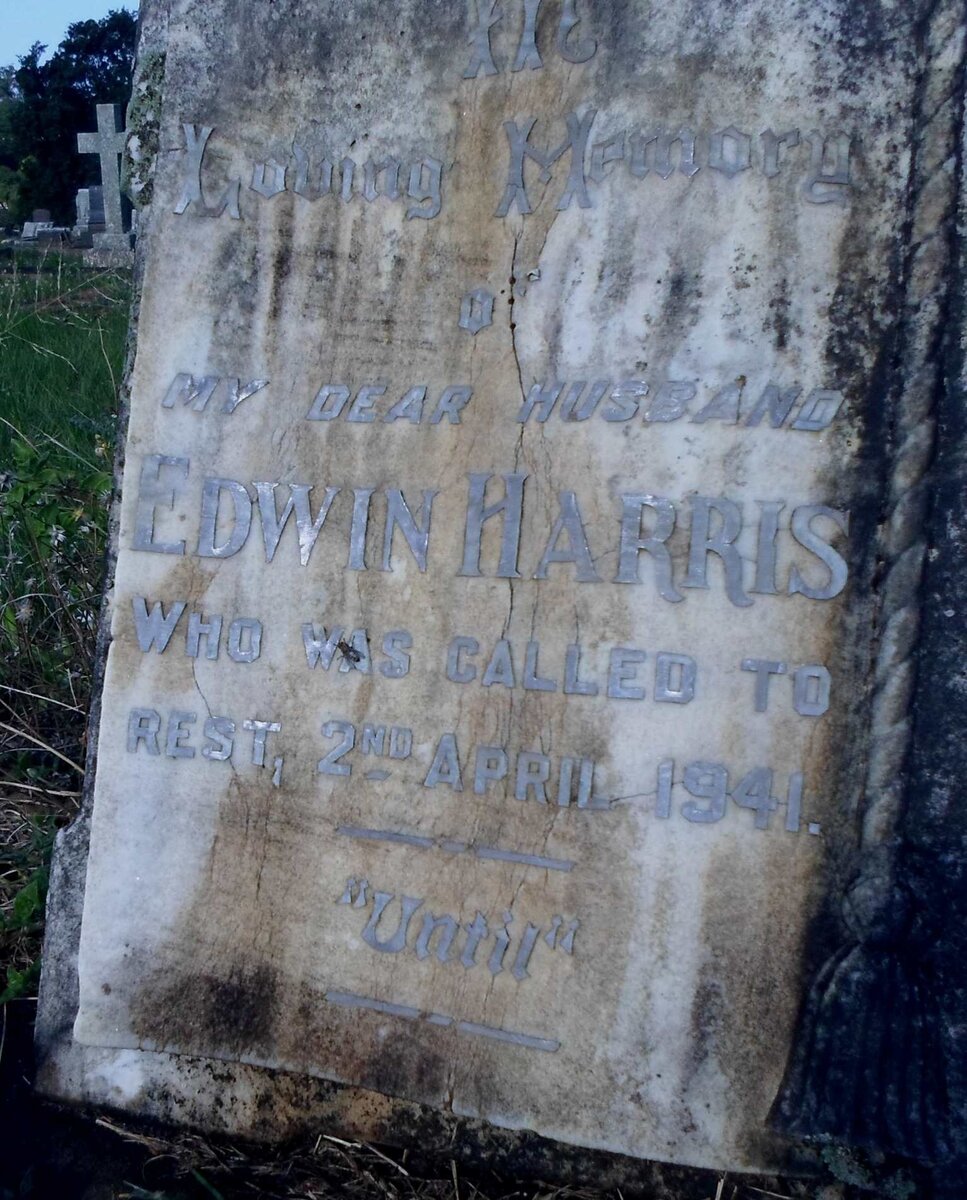 In
Loving Memory
of
MY DEAR HUSBAND
EDWIN HARRIS
WHO WAS CALLED TO
REST, 2ND APRIL 1941.
"Until"